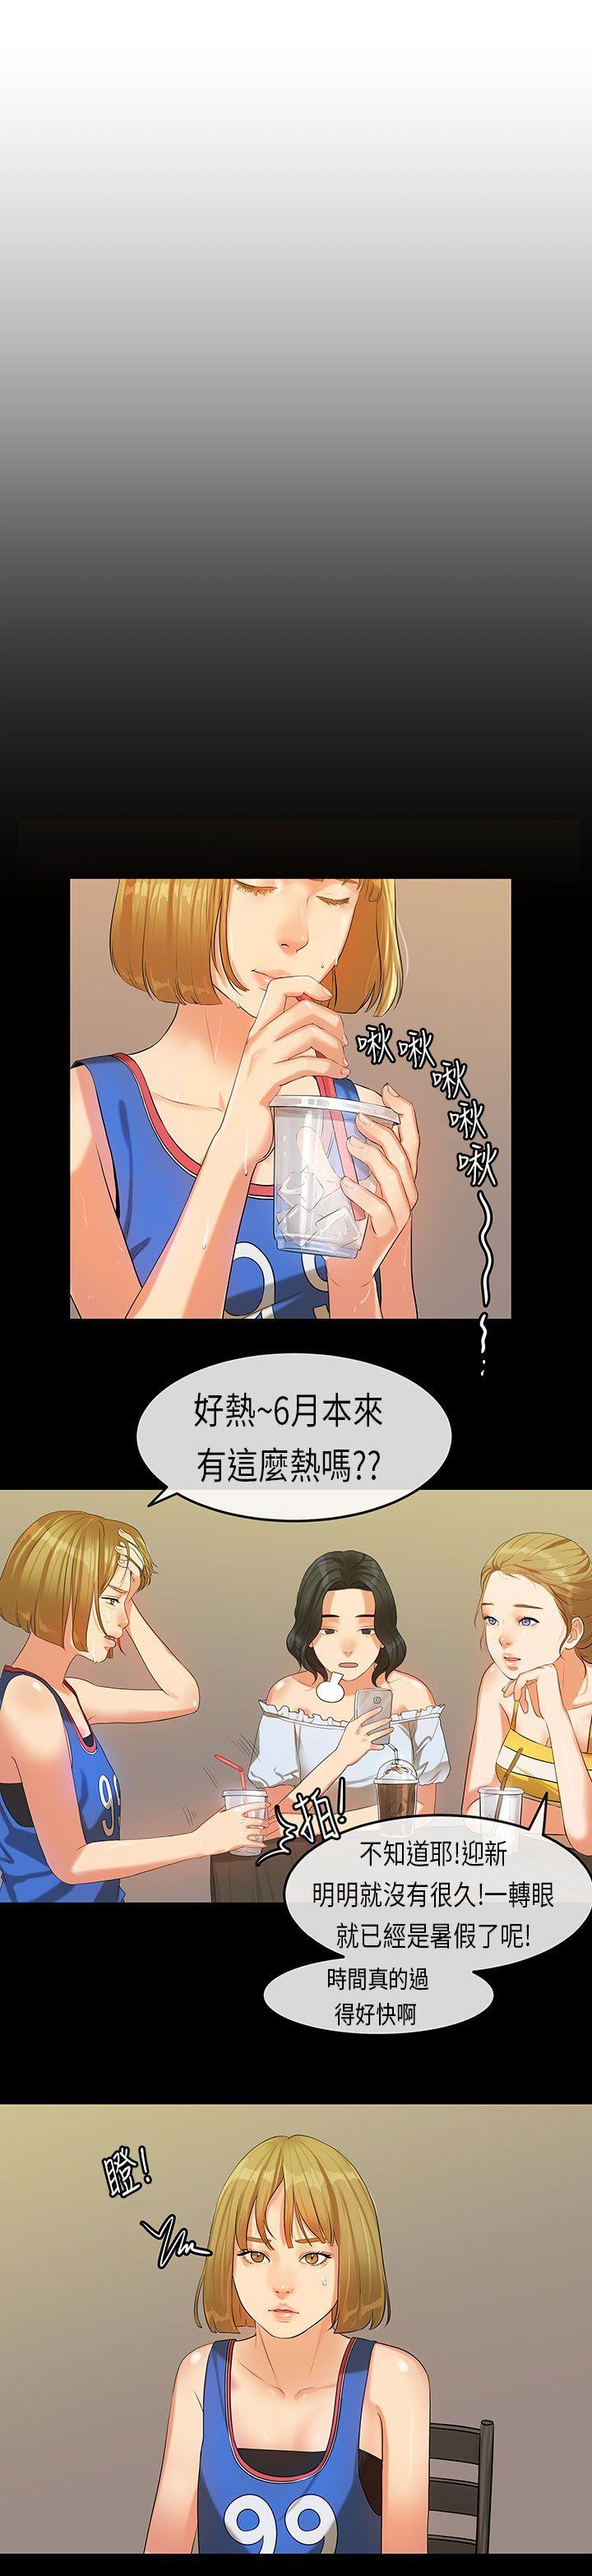 啾啾啾啾啾
好熱~6月本來
有這麼熱嗎??
拍!
不知道耶!迎新
明明就沒有很久!一轉眼
就已經是暑假了呢!
時間真的過
得好快啊
瞪!
99